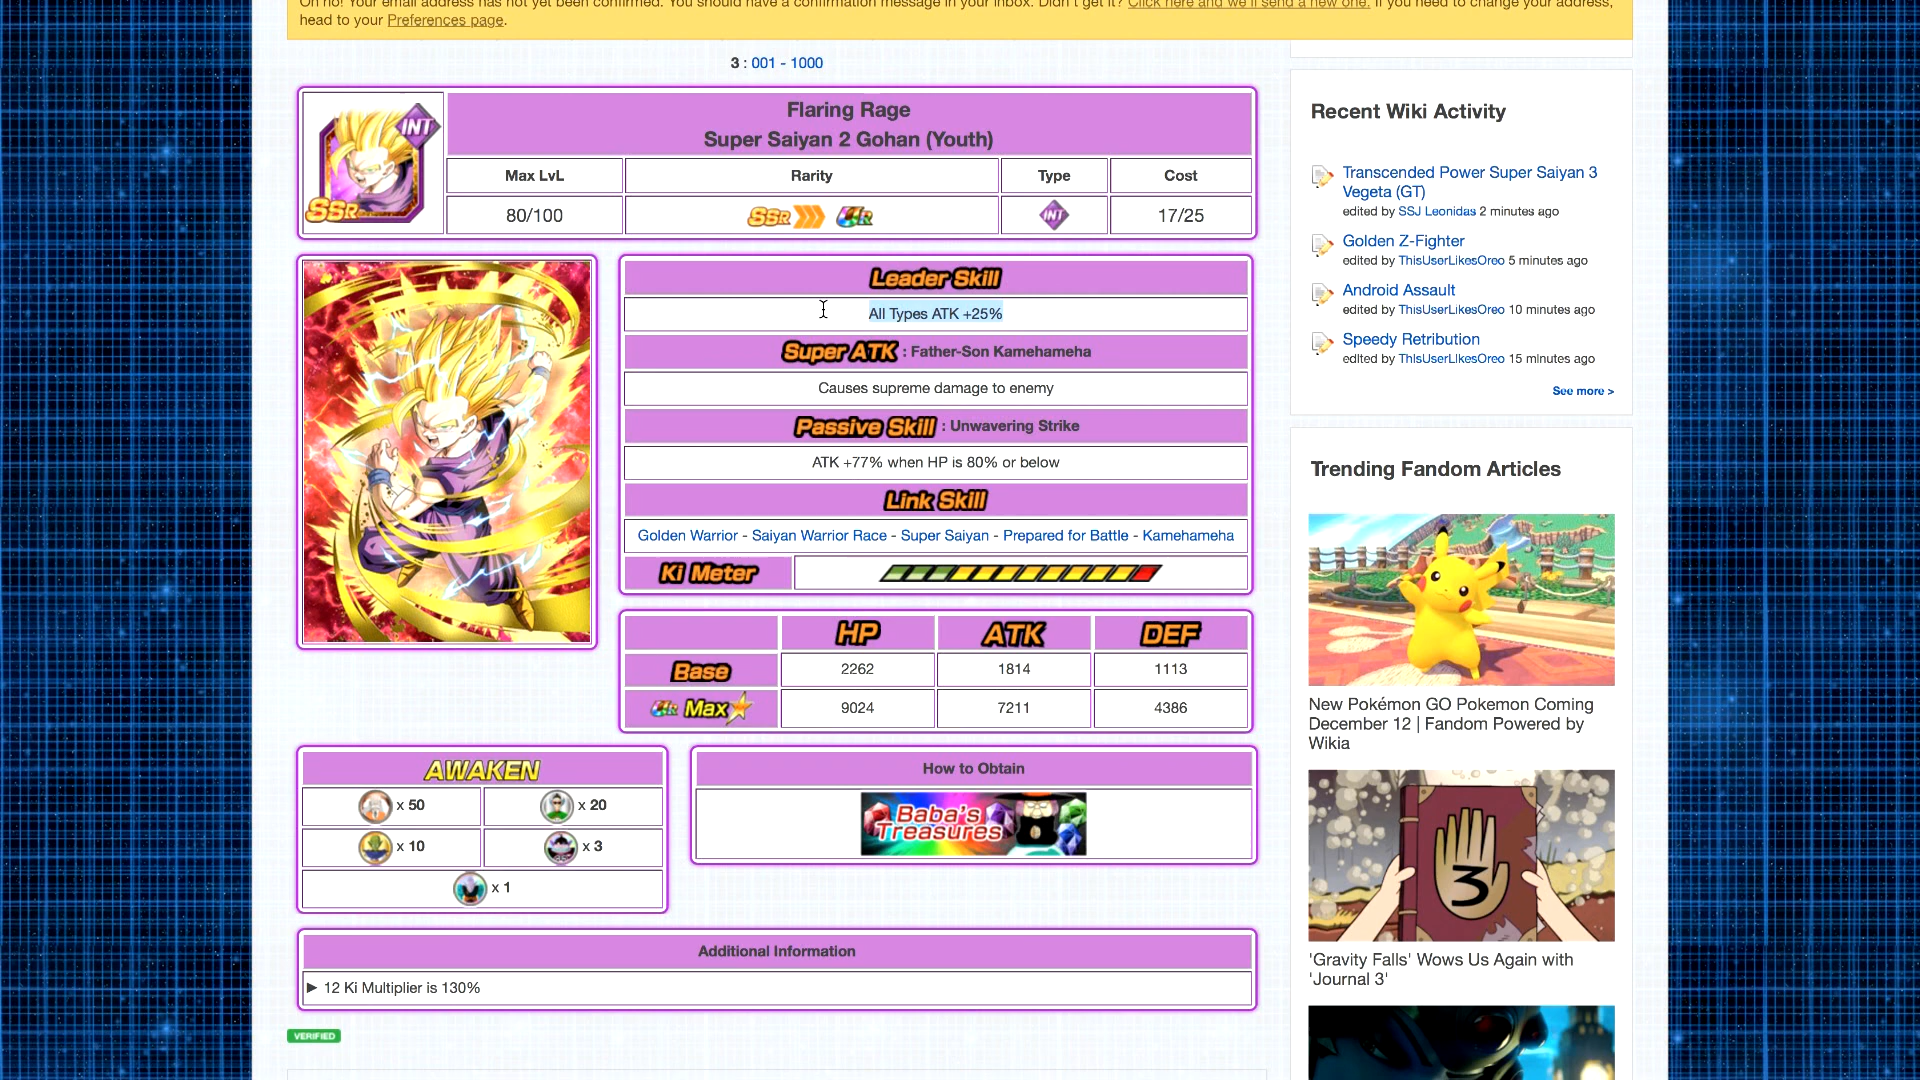 Oh no! Your email address has not yet been confirmed. You should have a confirmation message in your inbox. Didn't get it? Click here and we'll send a new one. If you need to change your address,
head to your Preferences page.
3 : 001 - 1000
Flaring Rage
Super Saiyan 2 Gohan (Youth)
INT
SSR
Max LvL
Rarity
Type
Cost
80/100
SSR
UR
INT
17/25
Leader Skill
All Types ATK +25%
Super ATK : Father-Son Kamehameha
Causes supreme damage to enemy
Passive Skill : Unwavering Strike
ATK +77% when HP is 80% or below
Link Skill
Golden Warrior - Saiyan Warrior Race - Super Saiyan - Prepared for Battle - Kamehameha
Ki Meter
HP
ATK
DEF
Base
2262
1814
1113
UR Max
9024
7211
4386
AWAKEN
x 50
x 20
x 10
x 3
x 1
How to Obtain
Baba's
Treasures
Additional Information
► 12 Ki Multiplier is 130%
VERIFIED
Recent Wiki Activity
Transcended Power Super Saiyan 3
Vegeta (GT)
edited by SSJ Leonidas 2 minutes ago
Golden Z-Fighter
edited by ThisUserLikesOreo 5 minutes ago
Android Assault
edited by ThisUserLikesOreo 10 minutes ago
Speedy Retribution
edited by ThisUserLikesOreo 15 minutes ago
See more >
Trending Fandom Articles
New Pokémon GO Pokemon Coming
December 12 | Fandom Powered by
Wikia
3
'Gravity Falls' Wows Us Again with
'Journal 3'